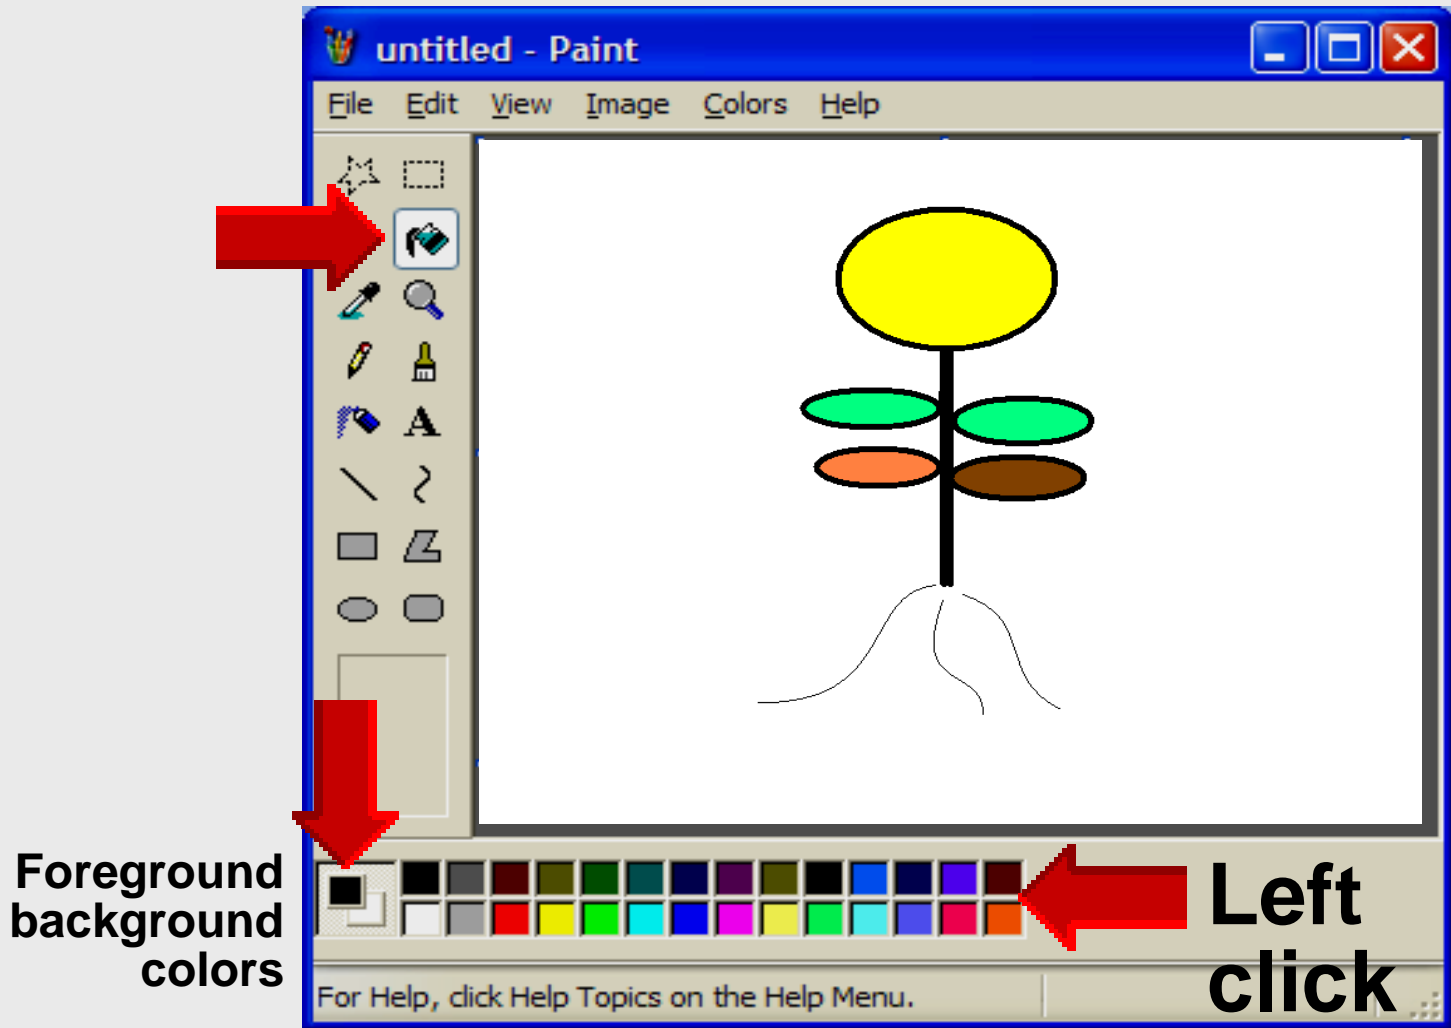 untitled - Paint
File Edit View Image Colors Help
A
Foreground
background
colors
Left
click
For Help, click Help Topics on the Help Menu.